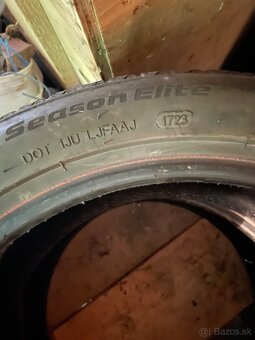 Season Elite
DOT 1JU LJFAAJ 1723
© Bazos.sk